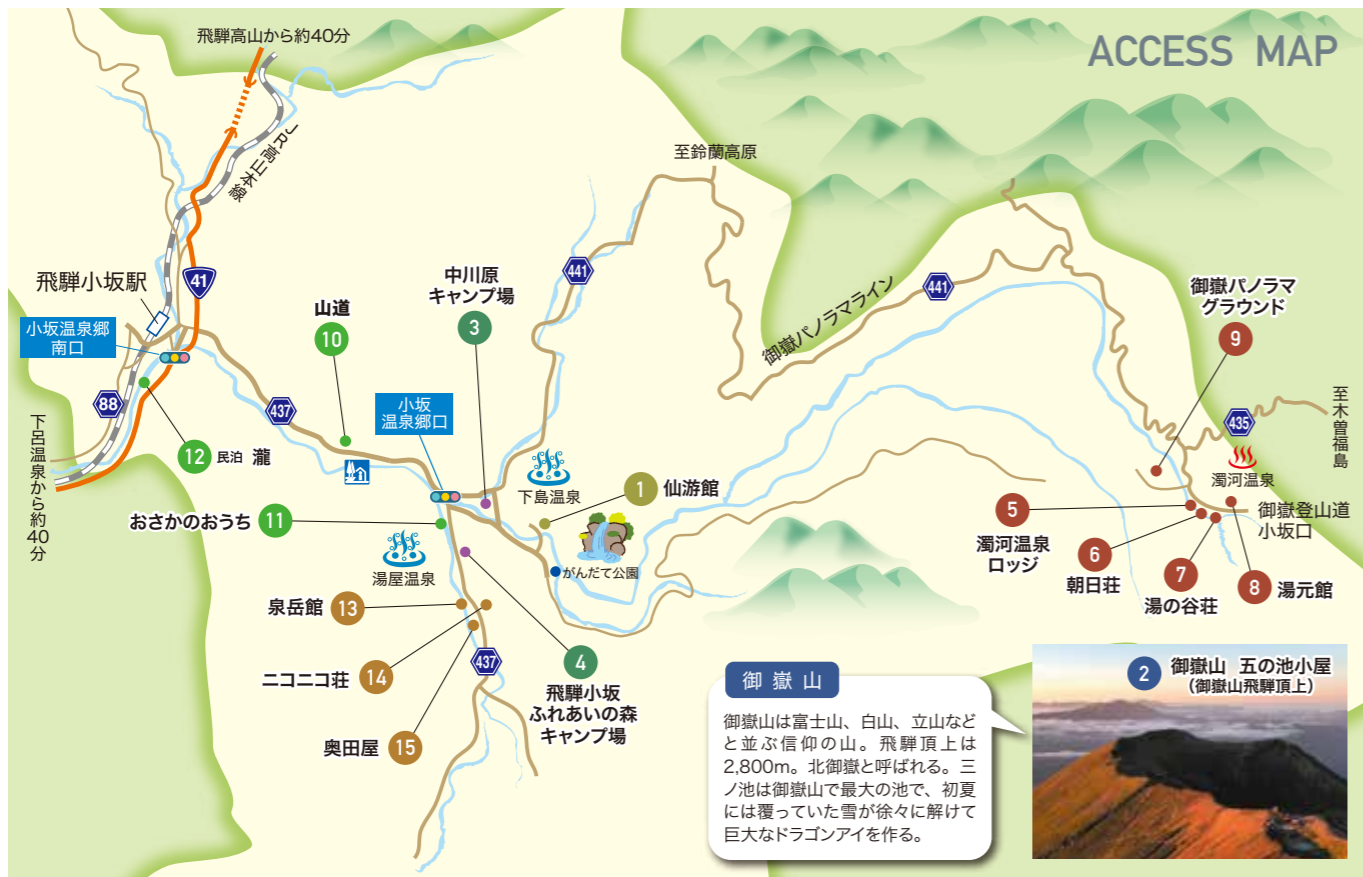 ACCESS MAP
飛騨高山から約40分
JR高山本線
至鈴蘭高原
飛騨小坂駅
41
小坂温泉郷
南口
88
下呂温泉から約40分
12 民泊 瀧
437
山道
10
中川原
キャンプ場
3
441
小坂
温泉郷口
おさかのおうち 11
下島温泉
1 仙游館
がんだて公園
湯屋温泉
泉岳館 13
ニコニコ荘 14
奥田屋 15
437
4
飛騨小坂
ふれあいの森
キャンプ場
御嶽パノラマライン
441
御嶽パノラマ
グラウンド
9
435
至木曽福島
濁河温泉
御嶽登山道
小坂口
5
濁河温泉
ロッジ
6
朝日荘
7
湯の谷荘
8 湯元館
御嶽山
御嶽山は富士山、白山、立山など
と並ぶ信仰の山。飛騨頂上は
2,800m。北御嶽と呼ばれる。三
ノ池は御嶽山で最大の池で、初夏
には覆っていた雪が徐々に解けて
巨大なドラゴンアイを作る。
2 御嶽山 五の池小屋
(御嶽山飛騨頂上)